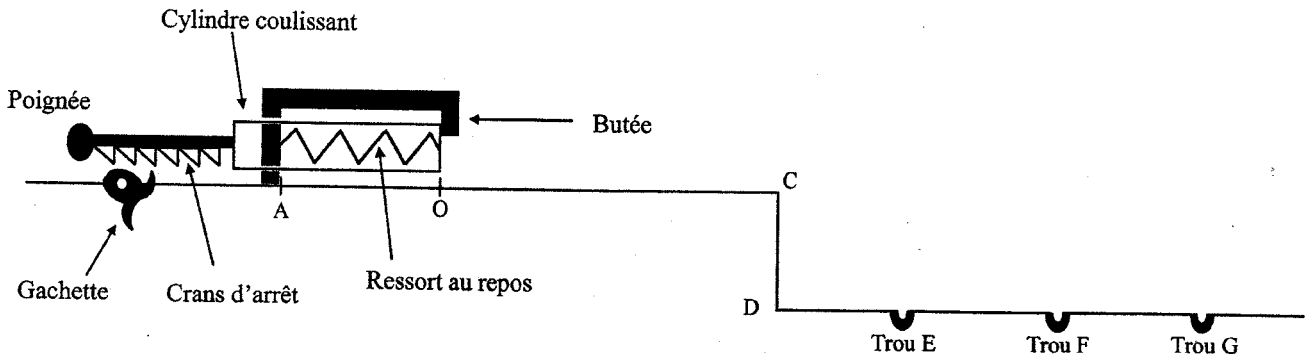 Cylindre coulissant
Poignée
Butée
C
A
O
Gachette
Crans d'arrêt
Ressort au repos
D
Trou E
Trou F
Trou G